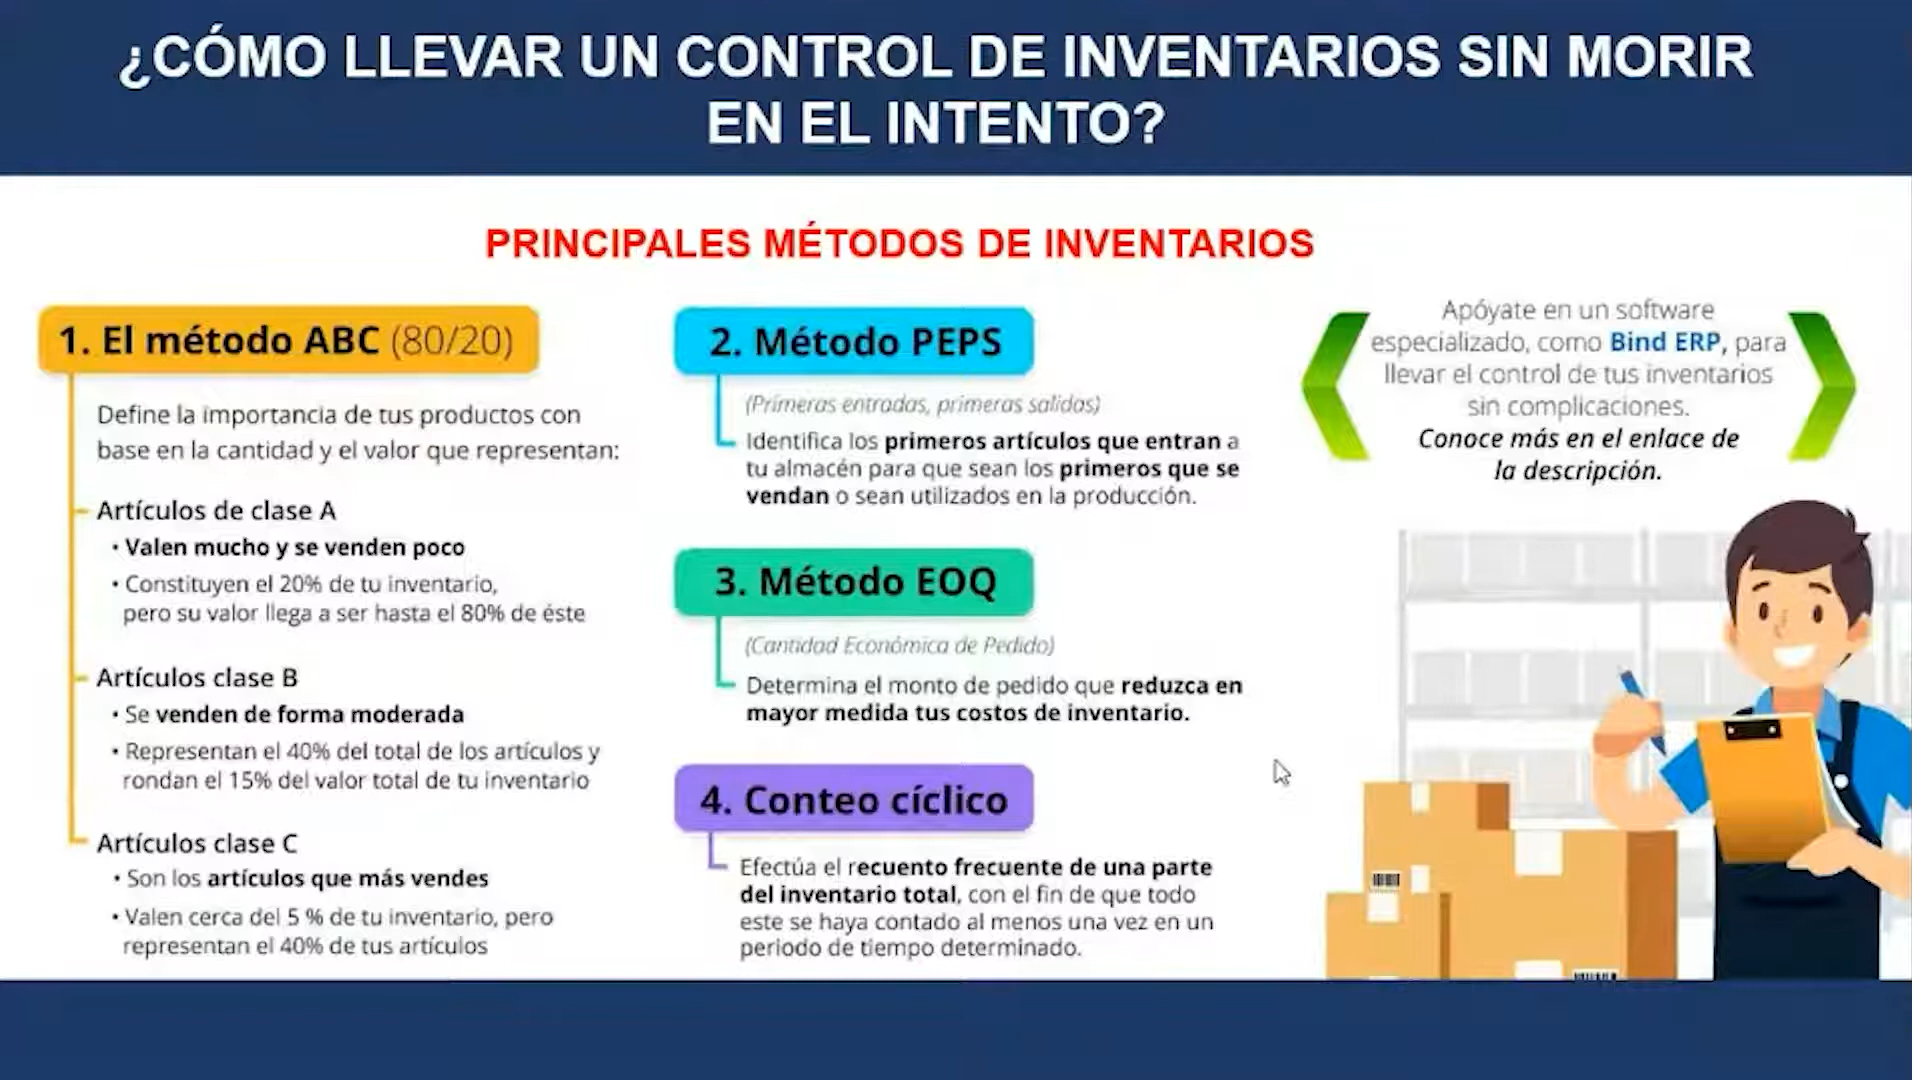 ¿CÓMO LLEVAR UN CONTROL DE INVENTARIOS SIN MORIR
EN EL INTENTO?
PRINCIPALES MÉTODOS DE INVENTARIOS
1. El método ABC (80/20)
Define la importancia de tus productos con
base en la cantidad y el valor que representan:
Artículos de clase A
• Valen mucho y se venden poco
• Constituyen el 20% de tu inventario,
pero su valor llega a ser hasta el 80% de éste
Artículos clase B
• Se venden de forma moderada
• Representan el 40% del total de los artículos y
rondan el 15% del valor total de tu inventario
Artículos clase C
• Son los artículos que más vendes
• Valen cerca del 5 % de tu inventario, pero
representan el 40% de tus artículos
2. Método PEPS
(Primeras entradas, primeras salidas)
Identifica los primeros artículos que entran a
tu almacén para que sean los primeros que se
vendan o sean utilizados en la producción.
3. Método EOQ
(Cantidad Económica de Pedido)
Determina el monto de pedido que reduzca en
mayor medida tus costos de inventario.
4. Conteo cíclico
Efectúa el recuento frecuente de una parte
del inventario total, con el fin de que todo
este se haya contado al menos una vez en un
periodo de tiempo determinado.
Apóyate en un software
especializado, como Bind ERP, para
llevar el control de tus inventarios
sin complicaciones.
Conoce más en el enlace de
la descripción.